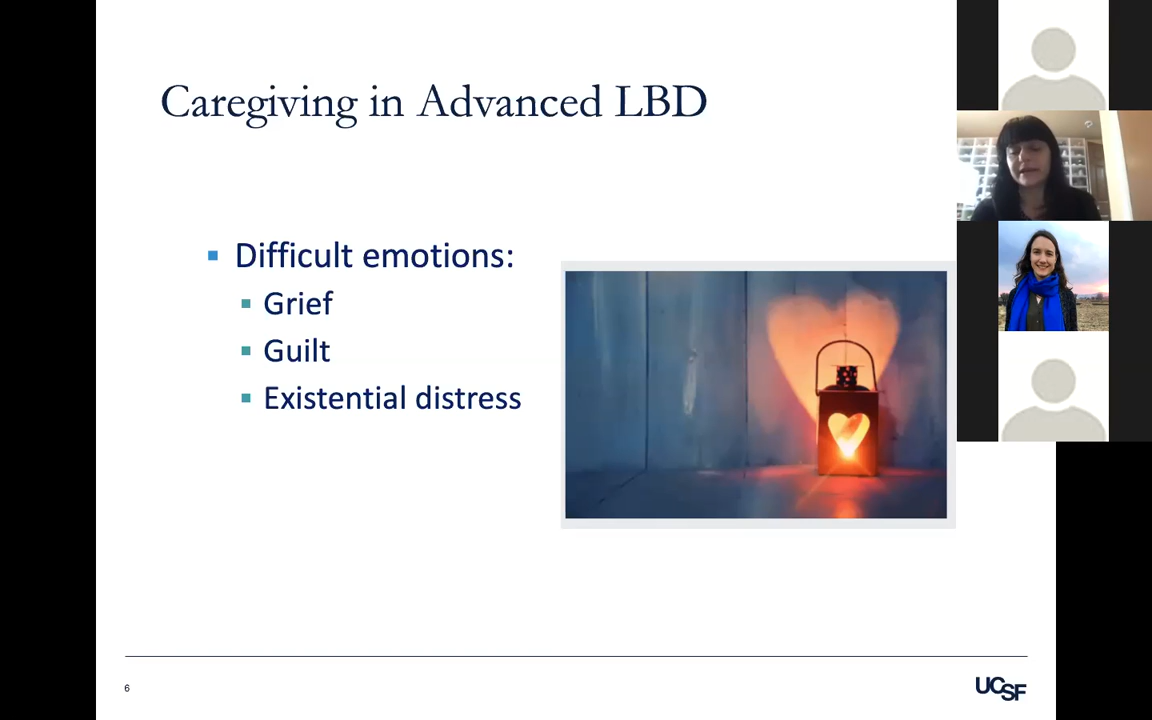 Caregiving in Advanced LBD
Difficult emotions:
Grief
Guilt
Existential distress
6
UCSF